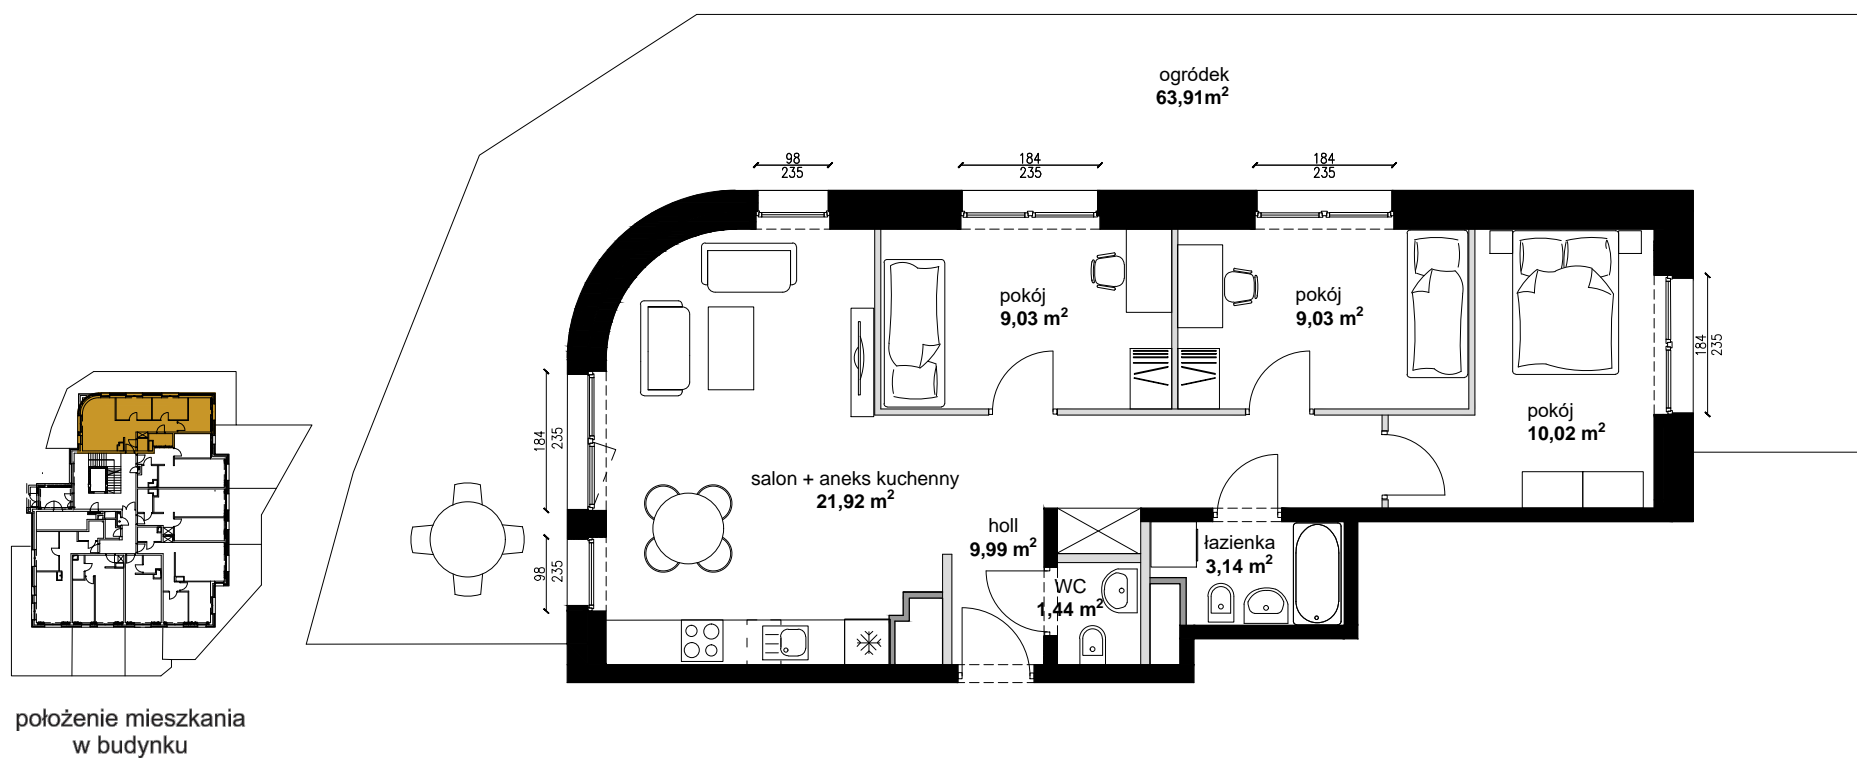 ogródek
63,91m²
98
235
184
235
184
235
pokój
9,03 m²
pokój
9,03 m²
184
235
pokój
10,02 m²
184
235
salon + aneks kuchenny
21,92 m²
98
235
holl
9,99 m²
łazienka
3,14 m²
WC
1,44 m²
położenie mieszkania
w budynku